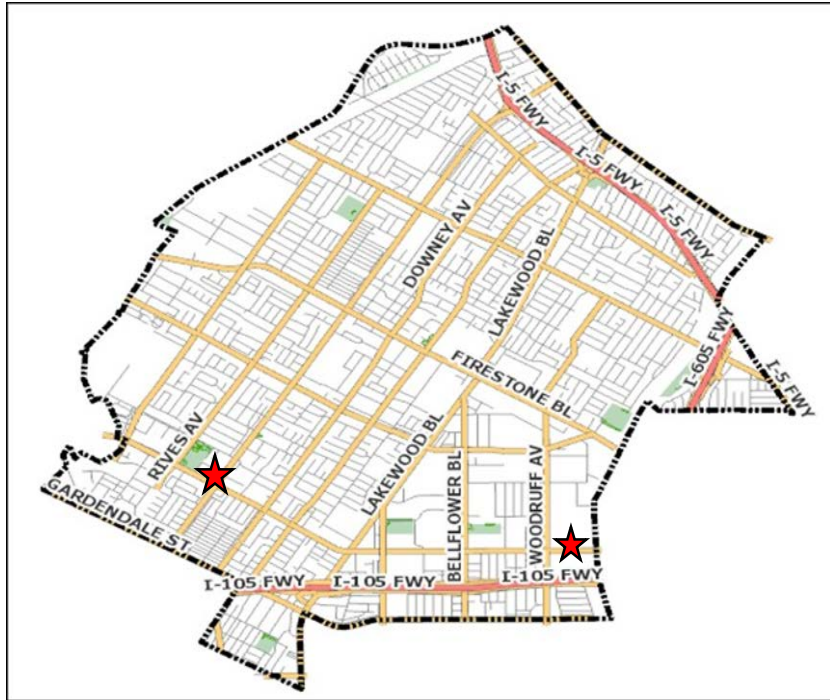 I-5 FWY
I-5 FWY
I-5 FWY
DOWNEY AV
LAKEWOOD BL
I-605 FWY
I-5 FWY
FIRESTONE BL
RIVES AV
LAKEWOOD BL
BELLFLOWER BL
WOODRUFF AV
GARDENDALE ST
I-105 FWY
I-105 FWY
I-105 FWY